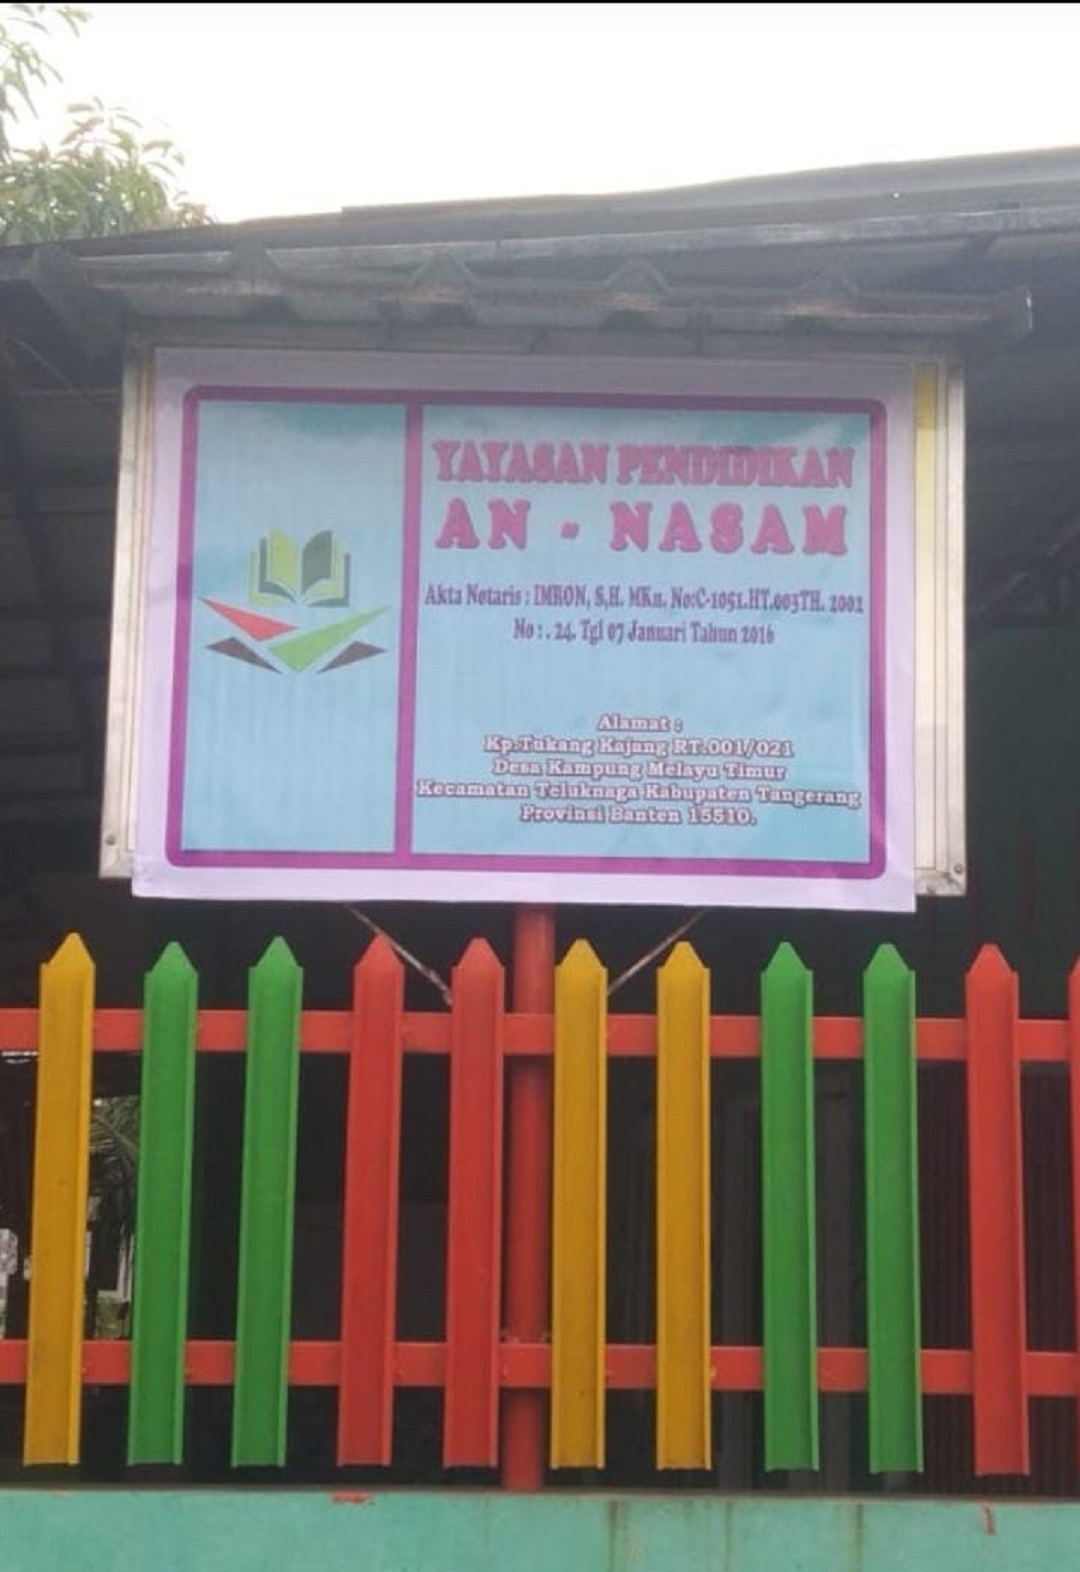 YAYASAN PENDIDIKAN
AN - NASAM
Akta Notaris : IMRON, S,H. MKn. No:C-1051.HT.003TH. 2002
No : . 24. Tgl 07 Januari Tahun 2016
Alamat :
Kp.Tukang Kajang RT.001/021
Desa Kampung Melayu Timur
Kecamatan Teluknaga Kabupaten Tangerang
Provinsi Banten 15510.